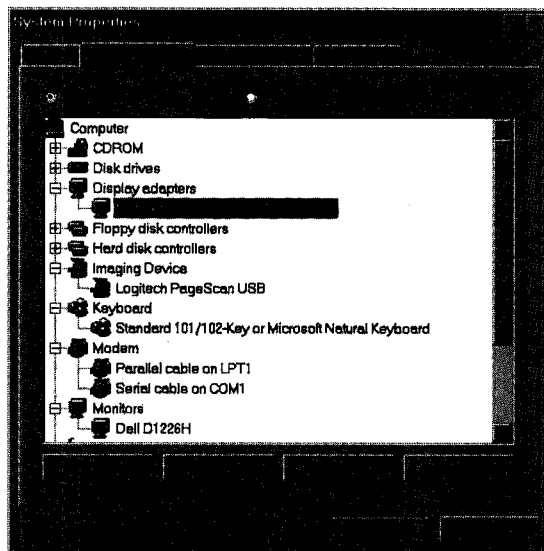 System Properties
Computer
CDROM
Disk drives
Display adapters
Floppy disk controllers
Hard disk controllers
Imaging Device
Logitech PageScan USB
Keyboard
Standard 101/102-Key or Microsoft Natural Keyboard
Modem
Parallel cable on LPT1
Serial cable on COM1
Monitors
Dell D1226H